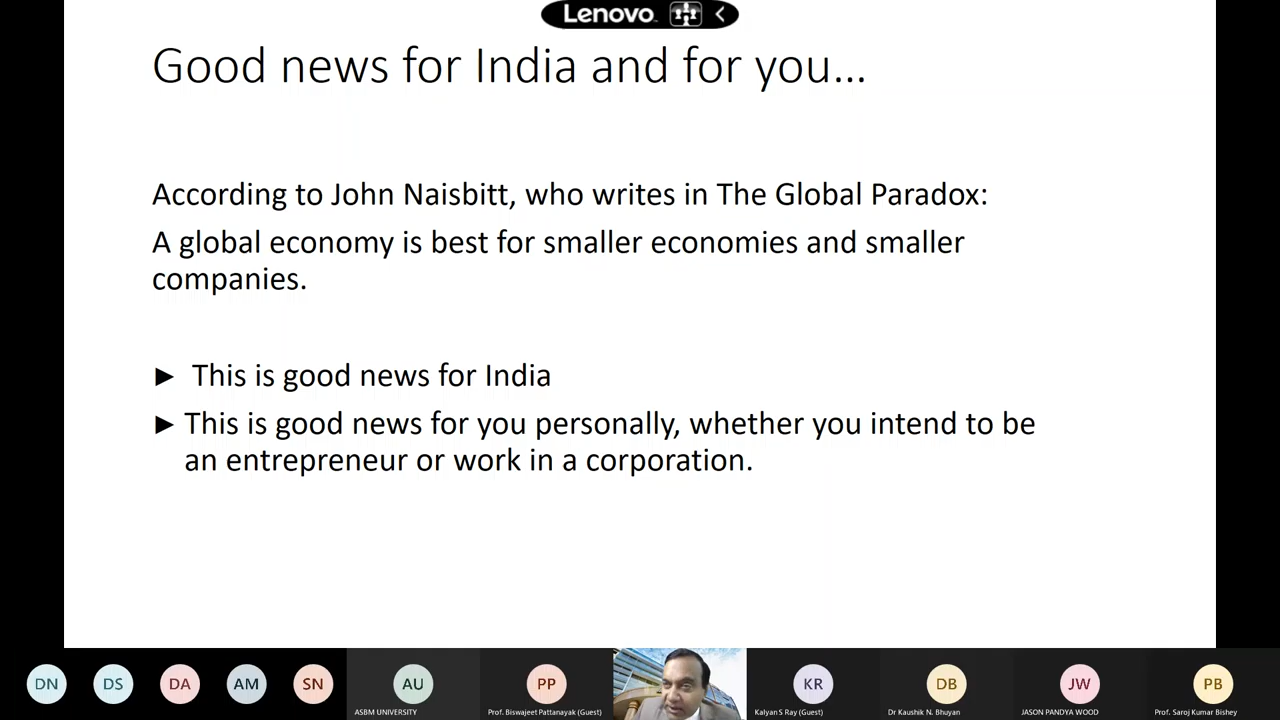 Lenovo
Good news for India and for you...
According to John Naisbitt, who writes in The Global Paradox:
A global economy is best for smaller economies and smaller
companies.
► This is good news for India
► This is good news for you personally, whether you intend to be
an entrepreneur or work in a corporation.
DN DS DA AM SN AU PP KR DB JW PB
ASBM UNIVERSITY Prof. Biswajeet Pattanayak (Guest) Kalyan S Ray (Guest) Dr Kaushik N. Bhuyan JASON PANDYA WOOD Prof. Saroj Kumar Bishey